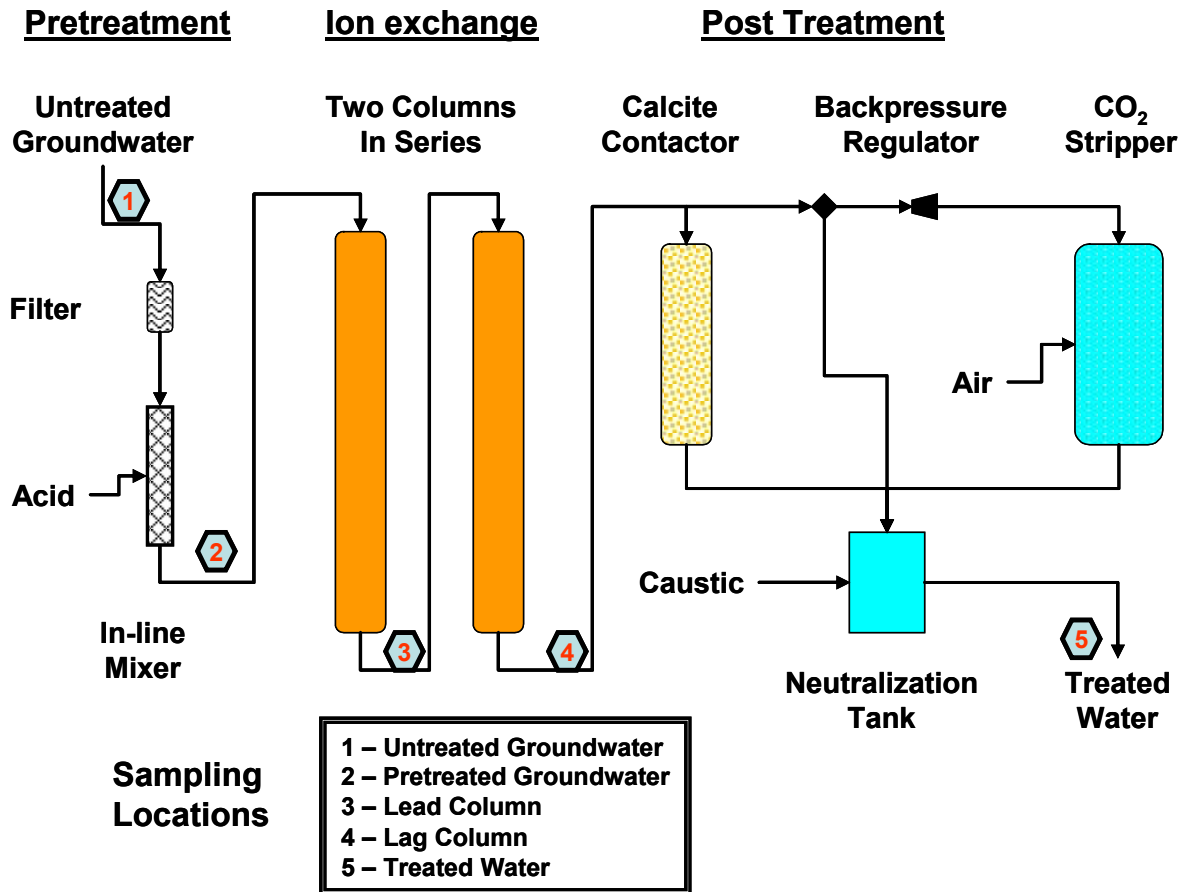 Pretreatment
Ion exchange
Post Treatment
Untreated
Groundwater
Two Columns
In Series
Calcite
Contactor
Backpressure
Regulator
CO2
Stripper
1
Filter
Air
Acid
2
Caustic
In-line
Mixer
3
4
5
Neutralization
Tank
Treated
Water
Sampling
Locations
1 – Untreated Groundwater
2 – Pretreated Groundwater
3 – Lead Column
4 – Lag Column
5 – Treated Water